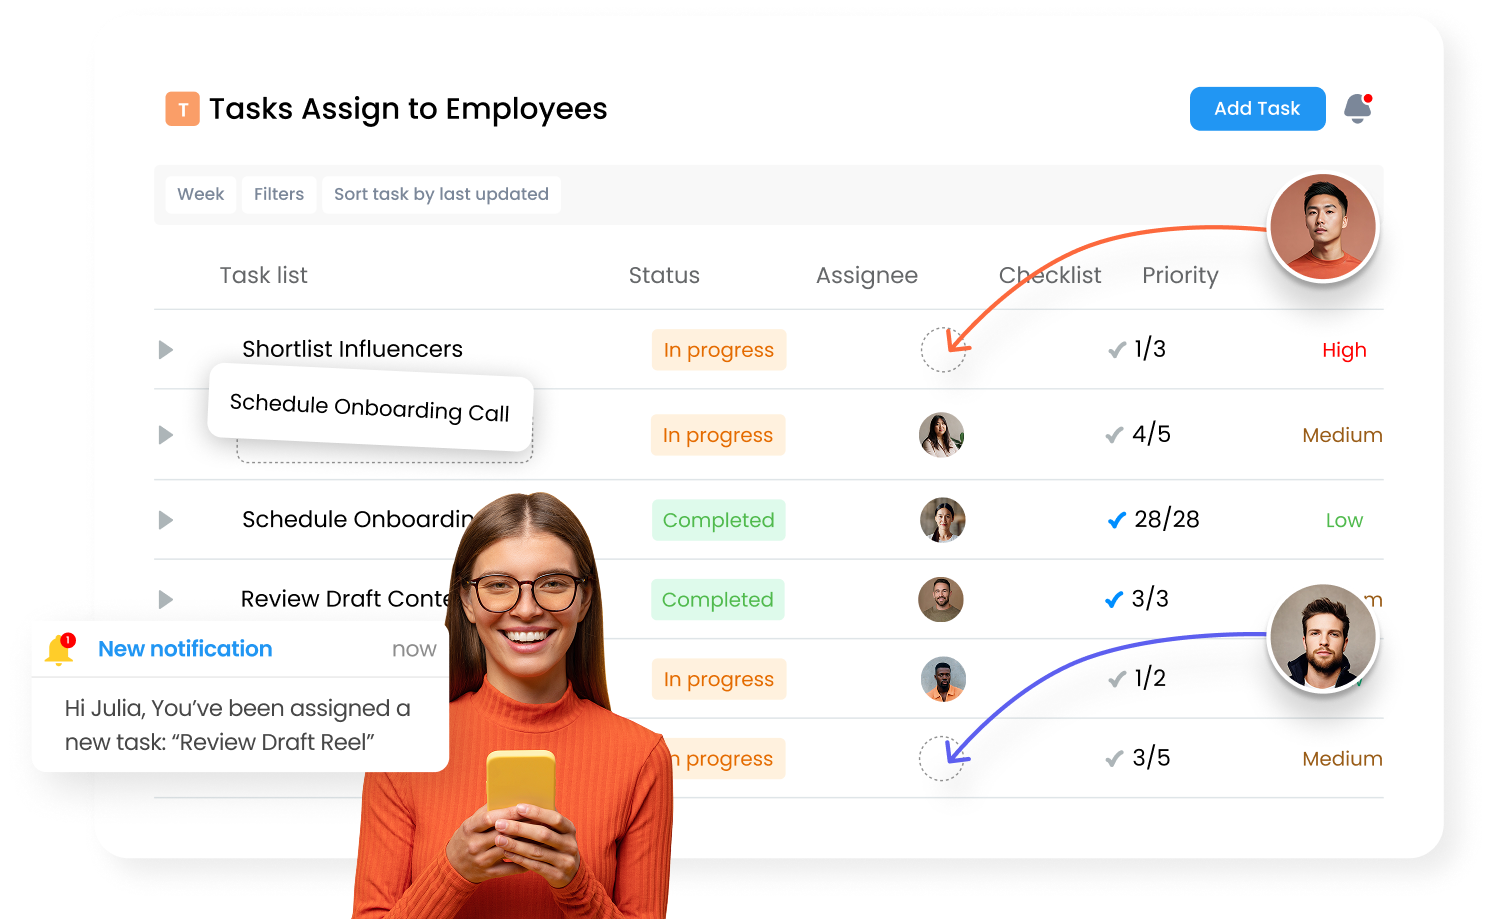 T Tasks Assign to Employees
Add Task
Week Filters Sort task by last updated
Task list Status Assignee Checklist Priority
Shortlist Influencers In progress 1/3 High
Schedule Onboarding Call
In progress 4/5 Medium
Schedule Completed 28/28 Low
Review Draft Completed 3/3
1 New notification now
In progress 1/2
Hi Julia, You've been assigned a
new task: “Review Draft Reel”
progress 3/5 Medium